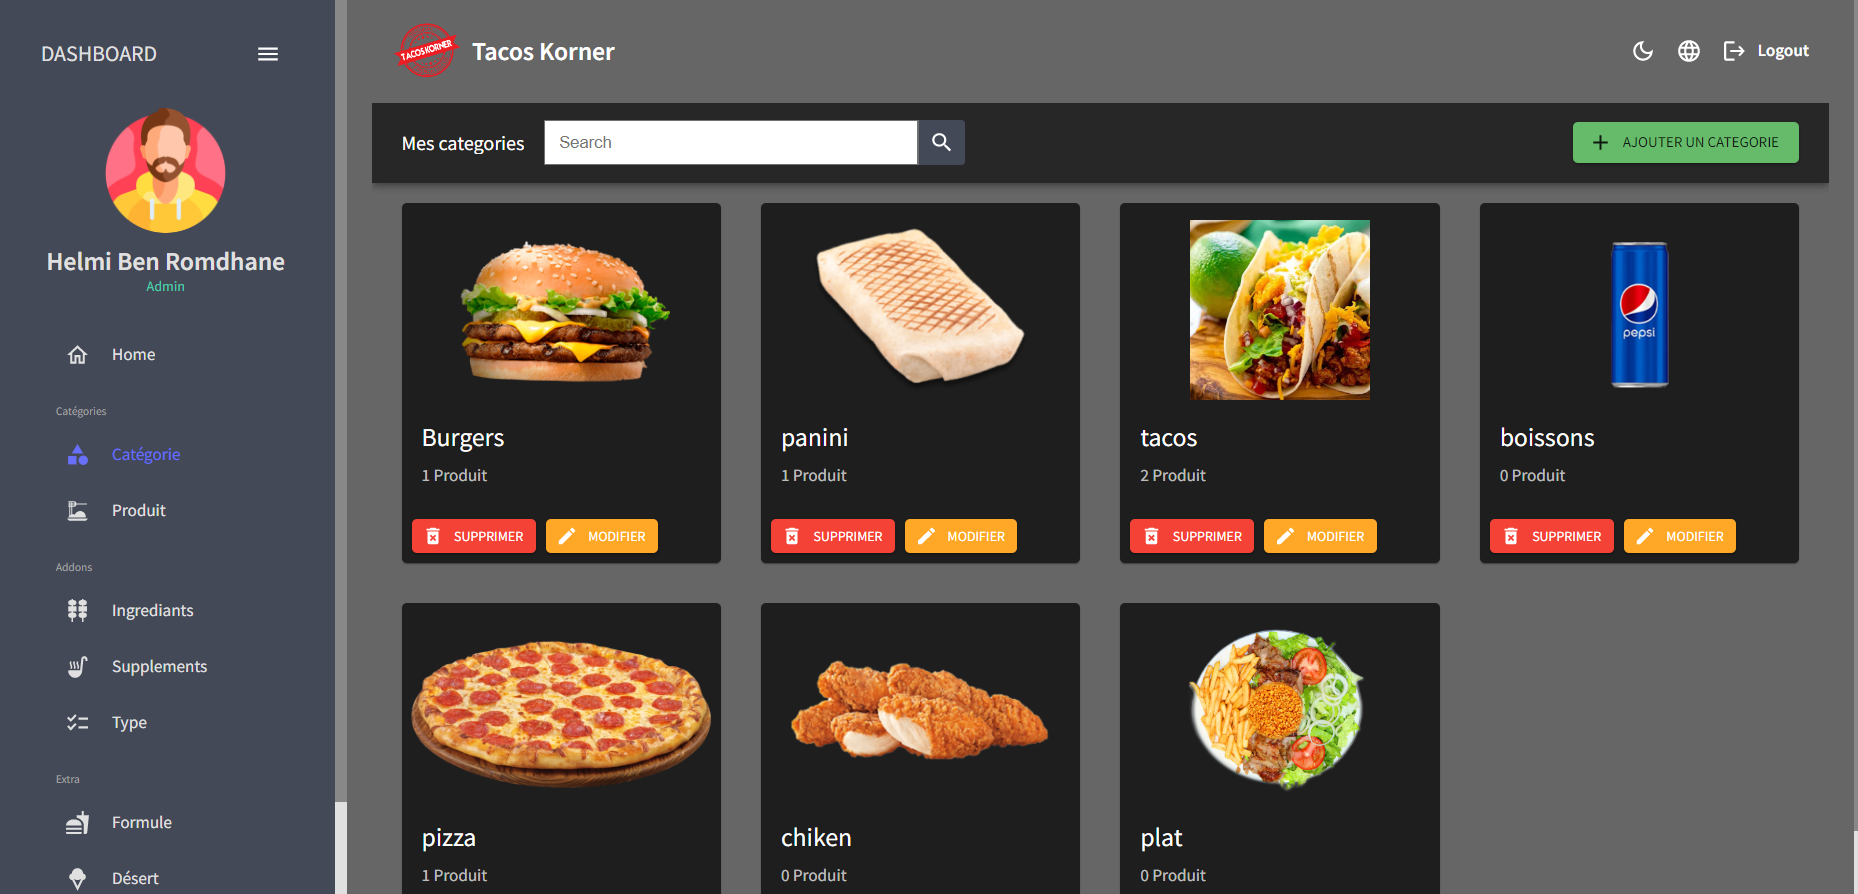 DASHBOARD
Helmi Ben Romdhane
Admin
Home
Catégories
Catégorie
Produit
Addons
Ingrediants
Supplements
Type
Extra
Formule
Désert
TACOS KORNER
Tacos Korner
Logout
Mes categories
Search
AJOUTER UN CATEGORIE
Burgers
1 Produit
SUPPRIMER
MODIFIER
panini
1 Produit
SUPPRIMER
MODIFIER
tacos
2 Produit
SUPPRIMER
MODIFIER
pepsi
boissons
0 Produit
SUPPRIMER
MODIFIER
pizza
1 Produit
chiken
0 Produit
plat
0 Produit